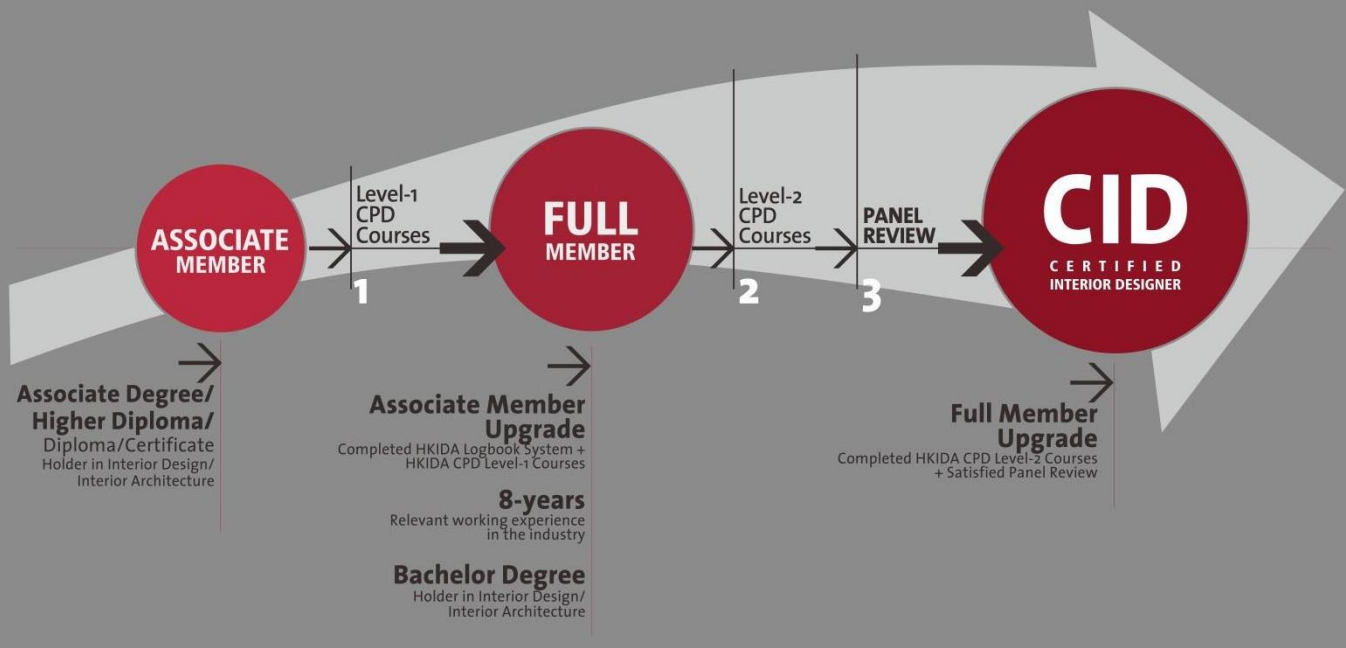 ASSOCIATE
MEMBER
Level-1
CPD
Courses
1
FULL
MEMBER
Level-2
CPD
Courses
2
PANEL
REVIEW
3
CID
CERTIFIED
INTERIOR DESIGNER
Associate Degree/
Higher Diploma/
Diploma/Certificate
Holder in Interior Design/
Interior Architecture
Associate Member
Upgrade
Completed HKIDA Logbook System +
HKIDA CPD Level-1 Courses
8-years
Relevant working experience
in the industry
Bachelor Degree
Holder in Interior Design/
Interior Architecture
Full Member
Upgrade
Completed HKIDA CPD Level-2 Courses
+ Satisfied Panel Review